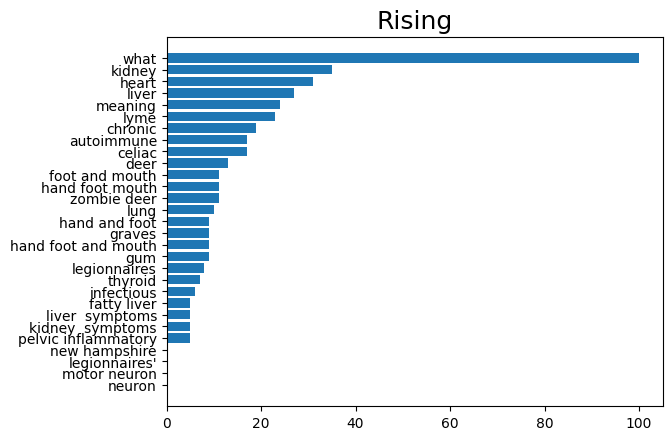 Rising
what
kidney
heart
liver
meaning
lyme
chronic
autoimmune
celiac
deer
foot and mouth
hand foot mouth
zombie deer
lung
hand and foot
graves
hand foot and mouth
gum
legionnaires
thyroid
infectious
fatty liver
liver  symptoms
kidney  symptoms
pelvic inflammatory
new hampshire
legionnaires'
motor neuron
neuron
0 20 40 60 80 100